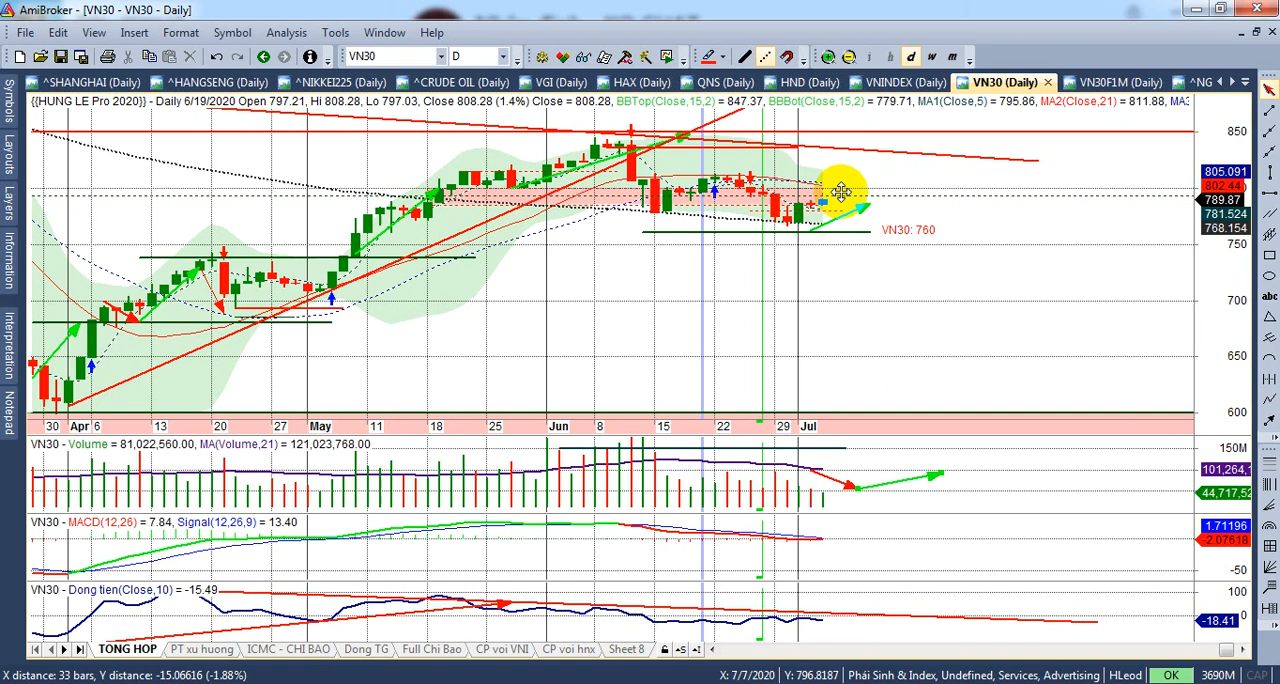 AmiBroker - [VN30 - VN30 - Daily]
File Edit View Insert Format Symbol Analysis Tools Window Help
VN30 D i h d w m
^SHANGHAI (Daily) ^HANGSENG (Daily) ^NIKKEI225 (Daily) ^CRUDE OIL (Daily) VGI (Daily) HAX (Daily) QNS (Daily) HND (Daily) VNINDEX (Daily) VN30 (Daily) VN30F1M (Daily) ^NG
{{HUNG LE Pro 2020}} - Daily 6/19/2020 Open 797.21, Hi 808.28, Lo 797.03, Close 808.28 (1.4%) Close = 808.28, BBTop(Close,15,2) = 847.37, BBBot(Close,15,2) = 779.71, MA1(Close,5) = 795.86, MA2(Close,21) = 811.88, MA3
Symbols
Layouts
Layers
Information
Interpretation
Notepad
850
805.091
802.44
789.87
781.524
768.154
750
700
650
600
VN30: 760
abc
30 Apr 6 13 20 27 May 11 18 25 Jun 8 15 22 29 Jul
VN30 - Volume = 81,022,560.00, MA(Volume,21) = 121,023,768.00
150M
101,264,1
44,717,52
VN30 - MACD(12,26) = 7.84, Signal(12,26,9) = 13.40
1.71196
-2.07618
-50
VN30 - Dong tien(Close,10) = -15.49
100
0
-18.41
TONG HOP PT xu huong ICMC - CHI BAO Dong TG Full Chi Bao CP voi VNI CP voi hnx Sheet 8
X distance: 33 bars, Y distance: -15.06616 (-1.88%) X: 7/7/2020 Y: 796.8187 Phái Sinh & Index, Undefined, Services, Advertising HLeod OK 3690M CAP